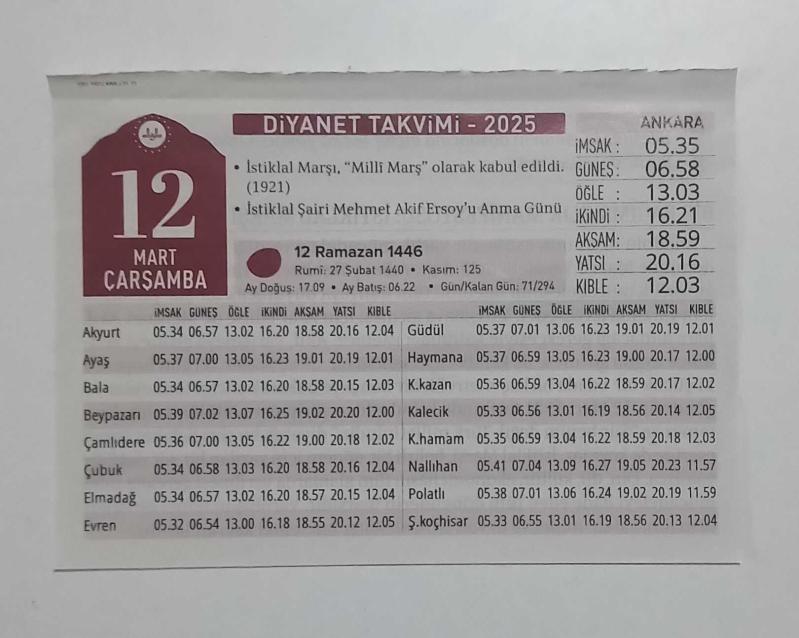 DİYANET TAKVİMİ - 2025
12
MART
ÇARŞAMBA
• İstiklal Marşı, “Millî Marş” olarak kabul edildi.
(1921)
• İstiklal Şairi Mehmet Akif Ersoy'u Anma Günü
12 Ramazan 1446
Rumî: 27 Şubat 1440 • Kasım: 125
Ay Doğuş: 17.09 • Ay Batış: 06.22 • Gün/Kalan Gün: 71/294
ANKARA
İMSAK : 05.35
GÜNEŞ: 06.58
ÖĞLE : 13.03
İKİNDİ : 16.21
AKŞAM: 18.59
YATSI : 20.16
KIBLE : 12.03
İMSAK GÜNEŞ ÖĞLE İKİNDİ AKŞAM YATSI KIBLE
Akyurt 05.34 06.57 13.02 16.20 18.58 20.16 12.04
Ayaş 05.37 07.00 13.05 16.23 19.01 20.19 12.01
Bala 05.34 06.57 13.02 16.20 18.58 20.15 12.03
Beypazarı 05.39 07.02 13.07 16.25 19.02 20.20 12.00
Çamlıdere 05.36 07.00 13.05 16.22 19.00 20.18 12.02
Çubuk 05.34 06.58 13.03 16.20 18.58 20.16 12.04
Elmadağ 05.34 06.57 13.02 16.20 18.57 20.15 12.04
Evren 05.32 06.54 13.00 16.18 18.55 20.12 12.05
İMSAK GÜNEŞ ÖĞLE İKİNDİ AKŞAM YATSI KIBLE
Güdül 05.37 07.01 13.06 16.23 19.01 20.19 12.01
Haymana 05.37 06.59 13.05 16.23 19.00 20.17 12.00
K.kazan 05.36 06.59 13.04 16.22 18.59 20.17 12.02
Kalecik 05.33 06.56 13.01 16.19 18.56 20.14 12.05
K.hamam 05.35 06.59 13.04 16.22 18.59 20.18 12.03
Nallıhan 05.41 07.04 13.09 16.27 19.05 20.23 11.57
Polatlı 05.38 07.01 13.06 16.24 19.02 20.19 11.59
Ş.koçhisar 05.33 06.55 13.01 16.19 18.56 20.13 12.04